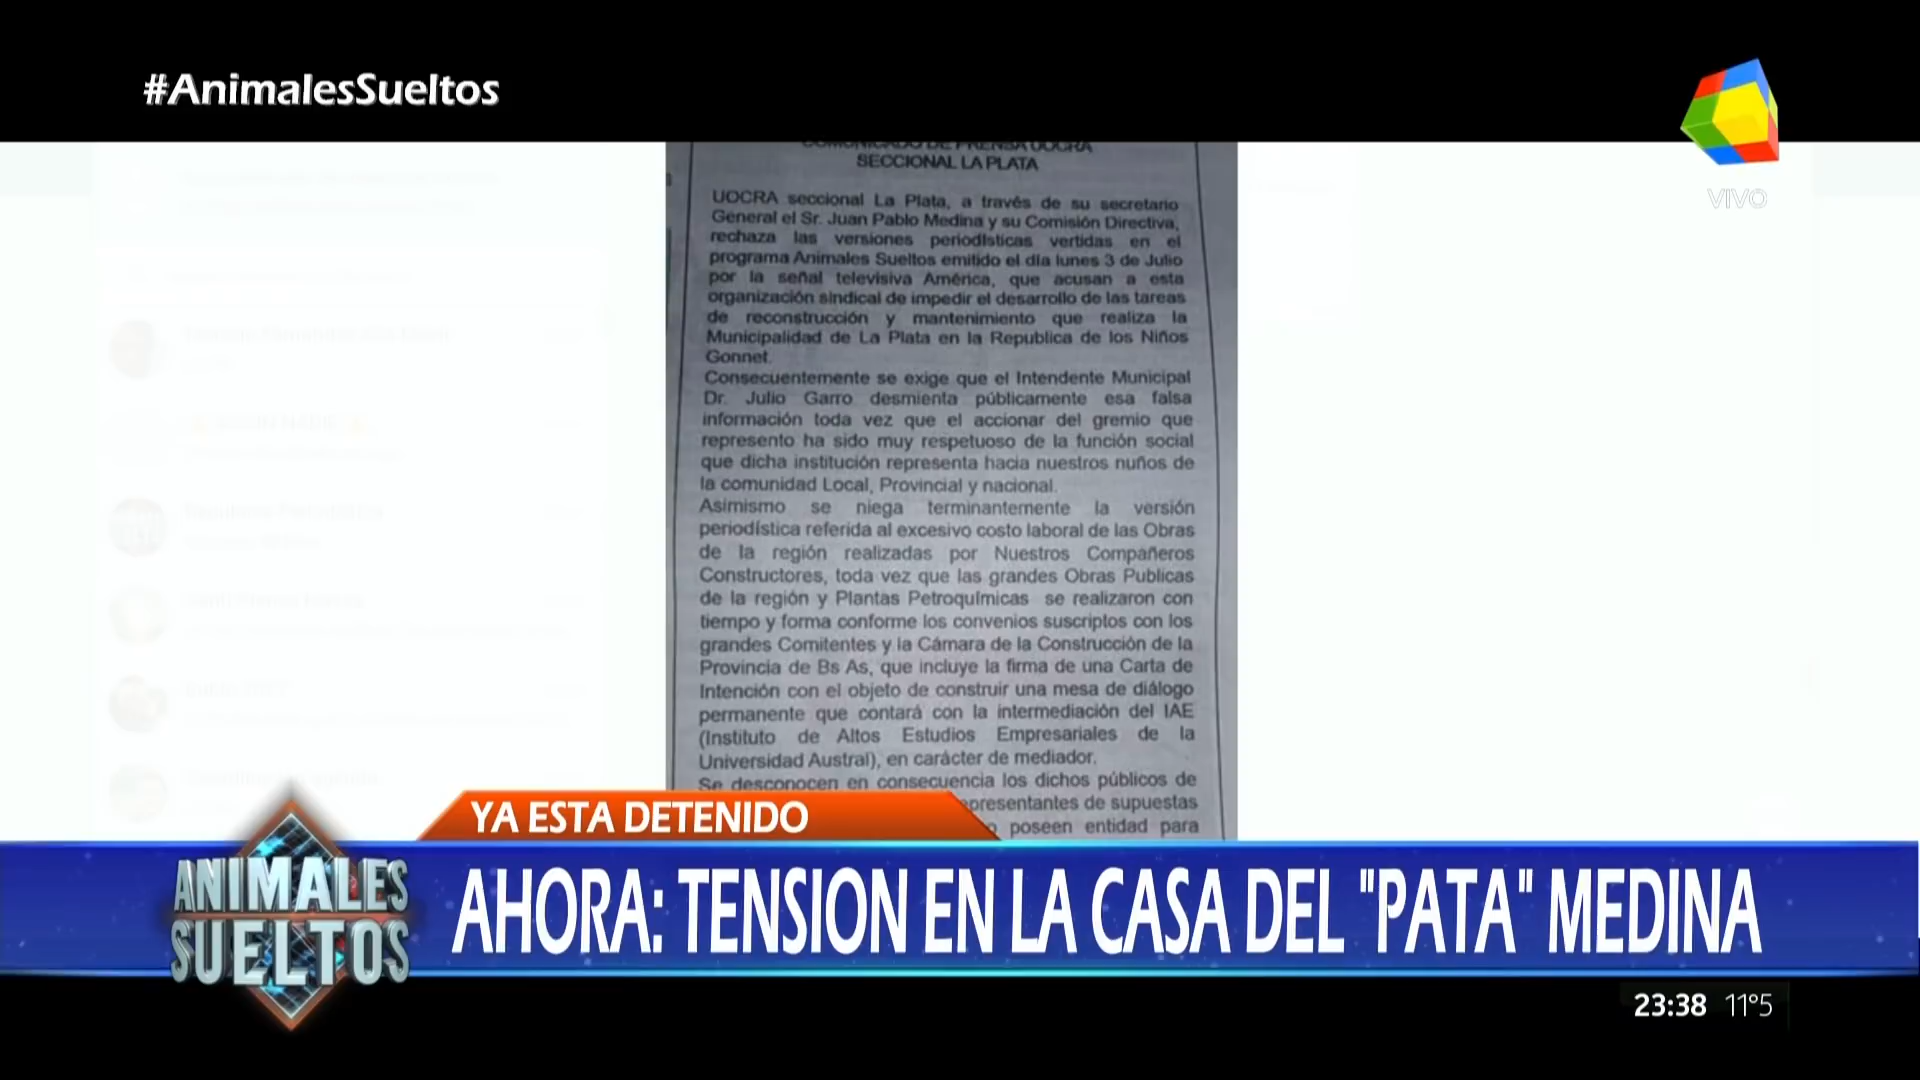 #AnimalesSueltos
VIVO
COMUNICADO DE PRENSA UOCRA
SECCIONAL LA PLATA
UOCRA seccional La Plata, a través de su secretario
General el Sr. Juan Pablo Medina y su Comisión Directiva,
rechaza las versiones periodísticas vertidas en el
programa Animales Sueltos emitido el día lunes 3 de Julio
por la señal televisiva América, que acusan a esta
organización sindical de impedir el desarrollo de las tareas
de reconstrucción y mantenimiento que realiza la
Municipalidad de La Plata en la Republica de los Niños
Gonnet.
Consecuentemente se exige que el Intendente Municipal
Dr. Julio Garro desmienta públicamente esa falsa
información toda vez que el accionar del gremio que
represento ha sido muy respetuoso de la función social
que dicha institución representa hacia nuestros nuños de
la comunidad Local, Provincial y nacional.
Asimismo se niega terminantemente la versión
periodística referida al excesivo costo laboral de las Obras
de la región realizadas por Nuestros Compañeros
Constructores, toda vez que las grandes Obras Publicas
de la región y Plantas Petroquímicas se realizaron con
tiempo y forma conforme los convenios suscriptos con los
grandes Comitentes y la Cámara de la Construcción de la
Provincia de Bs As, que incluye la firma de una Carta de
Intención con el objeto de construir una mesa de diálogo
permanente que contará con la intermediación del IAE
(Instituto de Altos Estudios Empresariales de la
Universidad Austral), en carácter de mediador.
Se desconocen en consecuencia los dichos públicos de
presentantes de supuestas
poseen entidad para
YA ESTA DETENIDO
ANIMALES
SUELTOS
AHORA: TENSION EN LA CASA DEL "PATA" MEDINA
23:38 11°5